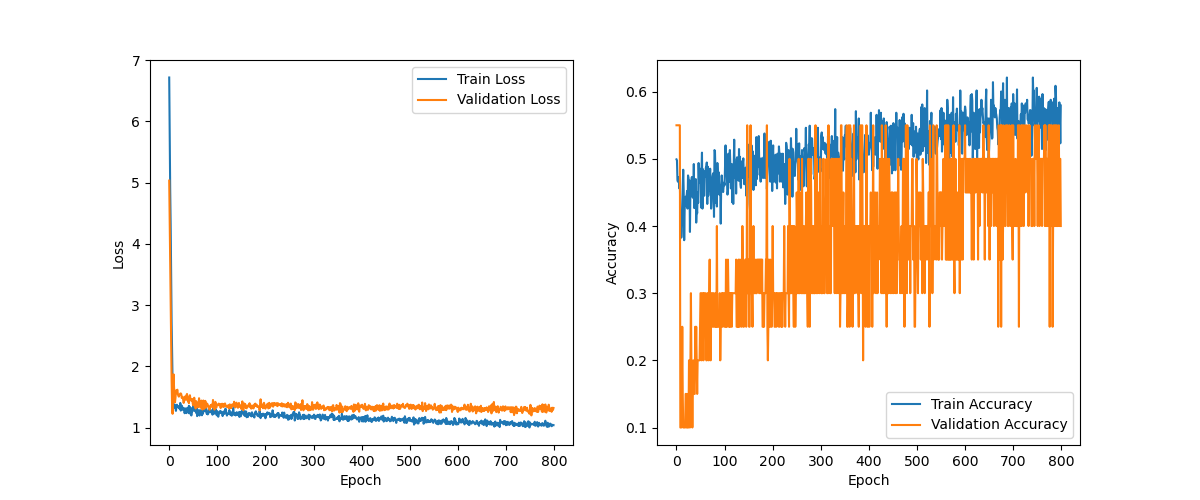 7
6
5
4
3
2
1
Loss
0 100 200 300 400 500 600 700 800
Epoch
Train Loss
Validation Loss
0.6
0.5
0.4
0.3
0.2
0.1
Accuracy
0 100 200 300 400 500 600 700 800
Epoch
Train Accuracy
Validation Accuracy